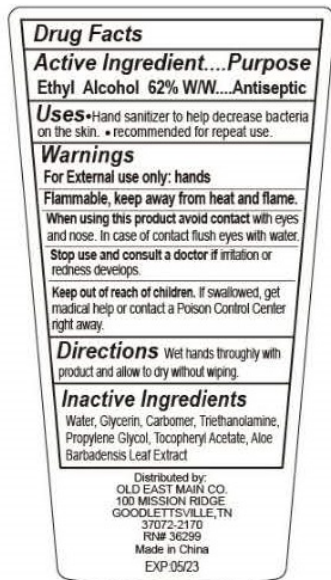 Drug Facts
Active Ingredient....Purpose
Ethyl Alcohol 62% W/W....Antiseptic
Uses•Hand sanitizer to help decrease bacteria
on the skin. • recommended for repeat use.
Warnings
For External use only: hands
Flammable, keep away from heat and flame.
When using this product avoid contact with eyes
and nose. In case of contact flush eyes with water.
Stop use and consult a doctor if irritation or
redness develops.
Keep out of reach of children. If swallowed, get
madical help or contact a Poison Control Center
right away.
Directions Wet hands throughly with
product and allow to dry without wiping.
Inactive Ingredients
Water, Glycerin, Carbomer, Triethanolamine,
Propylene Glycol, Tocopheryl Acetate, Aloe
Barbadensis Leaf Extract
Distributed by:
OLD EAST MAIN CO.
100 MISSION RIDGE
GOODLETTSVILLE,TN
37072-2170
RN# 36299
Made in China
EXP:05/23